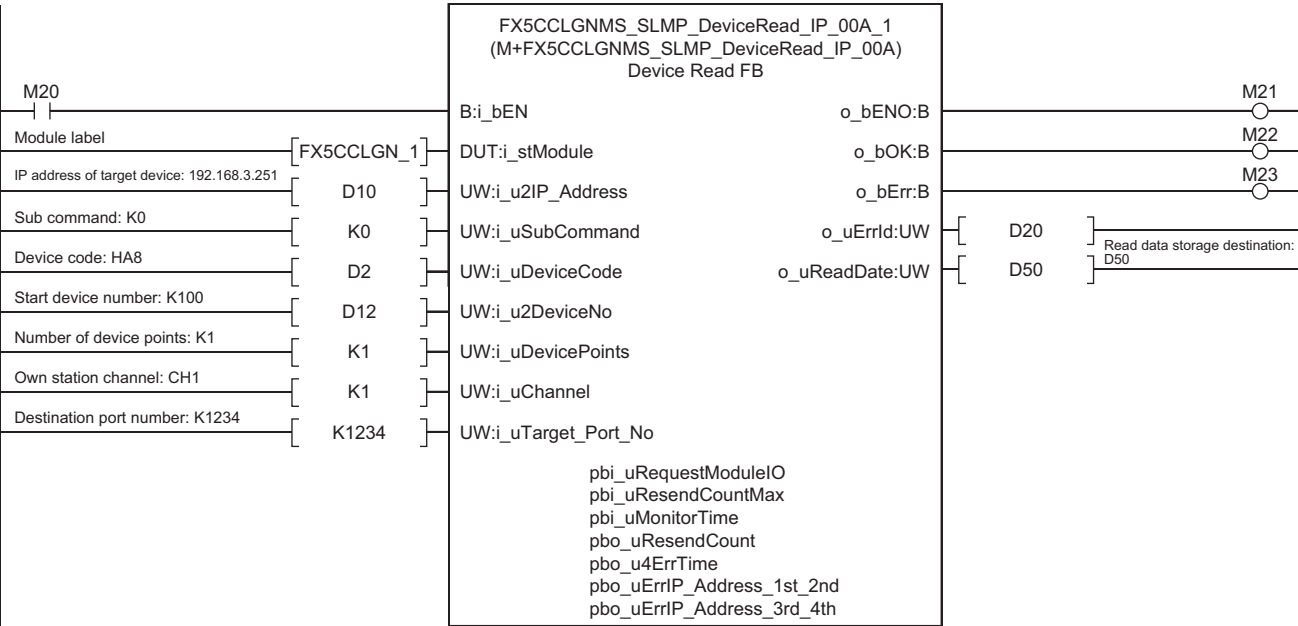 FX5CCLGNMS_SLMP_DeviceRead_IP_00A_1
(M+FX5CCLGNMS_SLMP_DeviceRead_IP_00A)
Device Read FB
M20
B:i_bEN
o_bENO:B
M21
Module label
FX5CCLGN_1
DUT:i_stModule
o_bOK:B
M22
IP address of target device: 192.168.3.251
D10
UW:i_u2IP_Address
o_bErr:B
M23
Sub command: K0
K0
UW:i_uSubCommand
o_uErrId:UW
D20
Device code: HA8
D2
UW:i_uDeviceCode
o_uReadDate:UW
D50
Read data storage destination:
D50
Start device number: K100
D12
UW:i_u2DeviceNo
Number of device points: K1
K1
UW:i_uDevicePoints
Own station channel: CH1
K1
UW:i_uChannel
Destination port number: K1234
K1234
UW:i_uTarget_Port_No
pbi_uRequestModuleIO
pbi_uResendCountMax
pbi_uMonitorTime
pbo_uResendCount
pbo_u4ErrTime
pbo_uErrIP_Address_1st_2nd
pbo_uErrIP_Address_3rd_4th